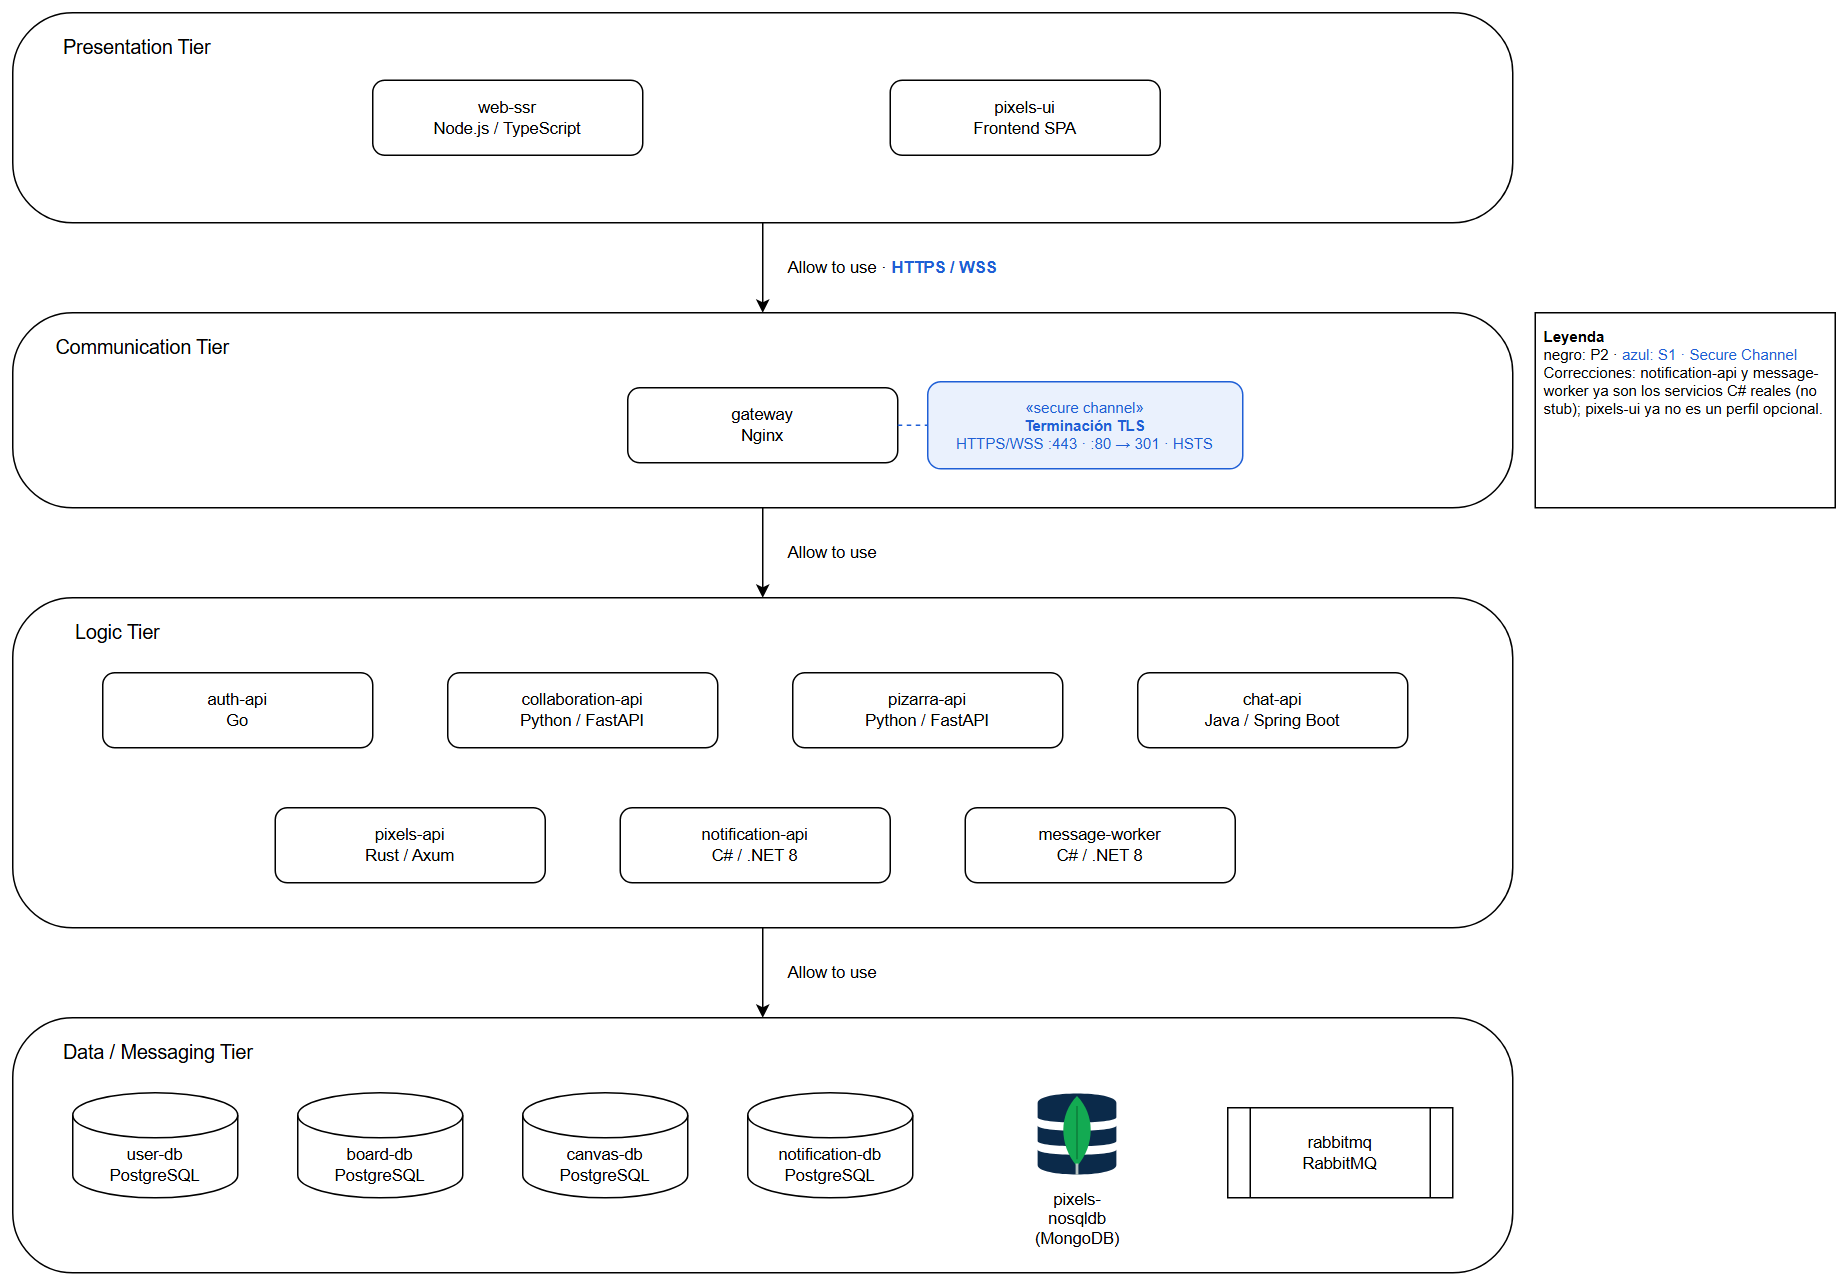 Presentation Tier
web-ssr
Node.js / TypeScript
pixels-ui
Frontend SPA
Allow to use · HTTPS / WSS
Communication Tier
gateway
Nginx
«secure channel»
Terminación TLS
HTTPS/WSS :443 · :80 → 301 · HSTS
Leyenda
negro: P2 · azul: S1 · Secure Channel
Correcciones: notification-api y message-
worker ya son los servicios C# reales (no
stub); pixels-ui ya no es un perfil opcional.
Allow to use
Logic Tier
auth-api
Go
collaboration-api
Python / FastAPI
pizarra-api
Python / FastAPI
chat-api
Java / Spring Boot
pixels-api
Rust / Axum
notification-api
C# / .NET 8
message-worker
C# / .NET 8
Allow to use
Data / Messaging Tier
user-db
PostgreSQL
board-db
PostgreSQL
canvas-db
PostgreSQL
notification-db
PostgreSQL
pixels-
nosqldb
(MongoDB)
rabbitmq
RabbitMQ